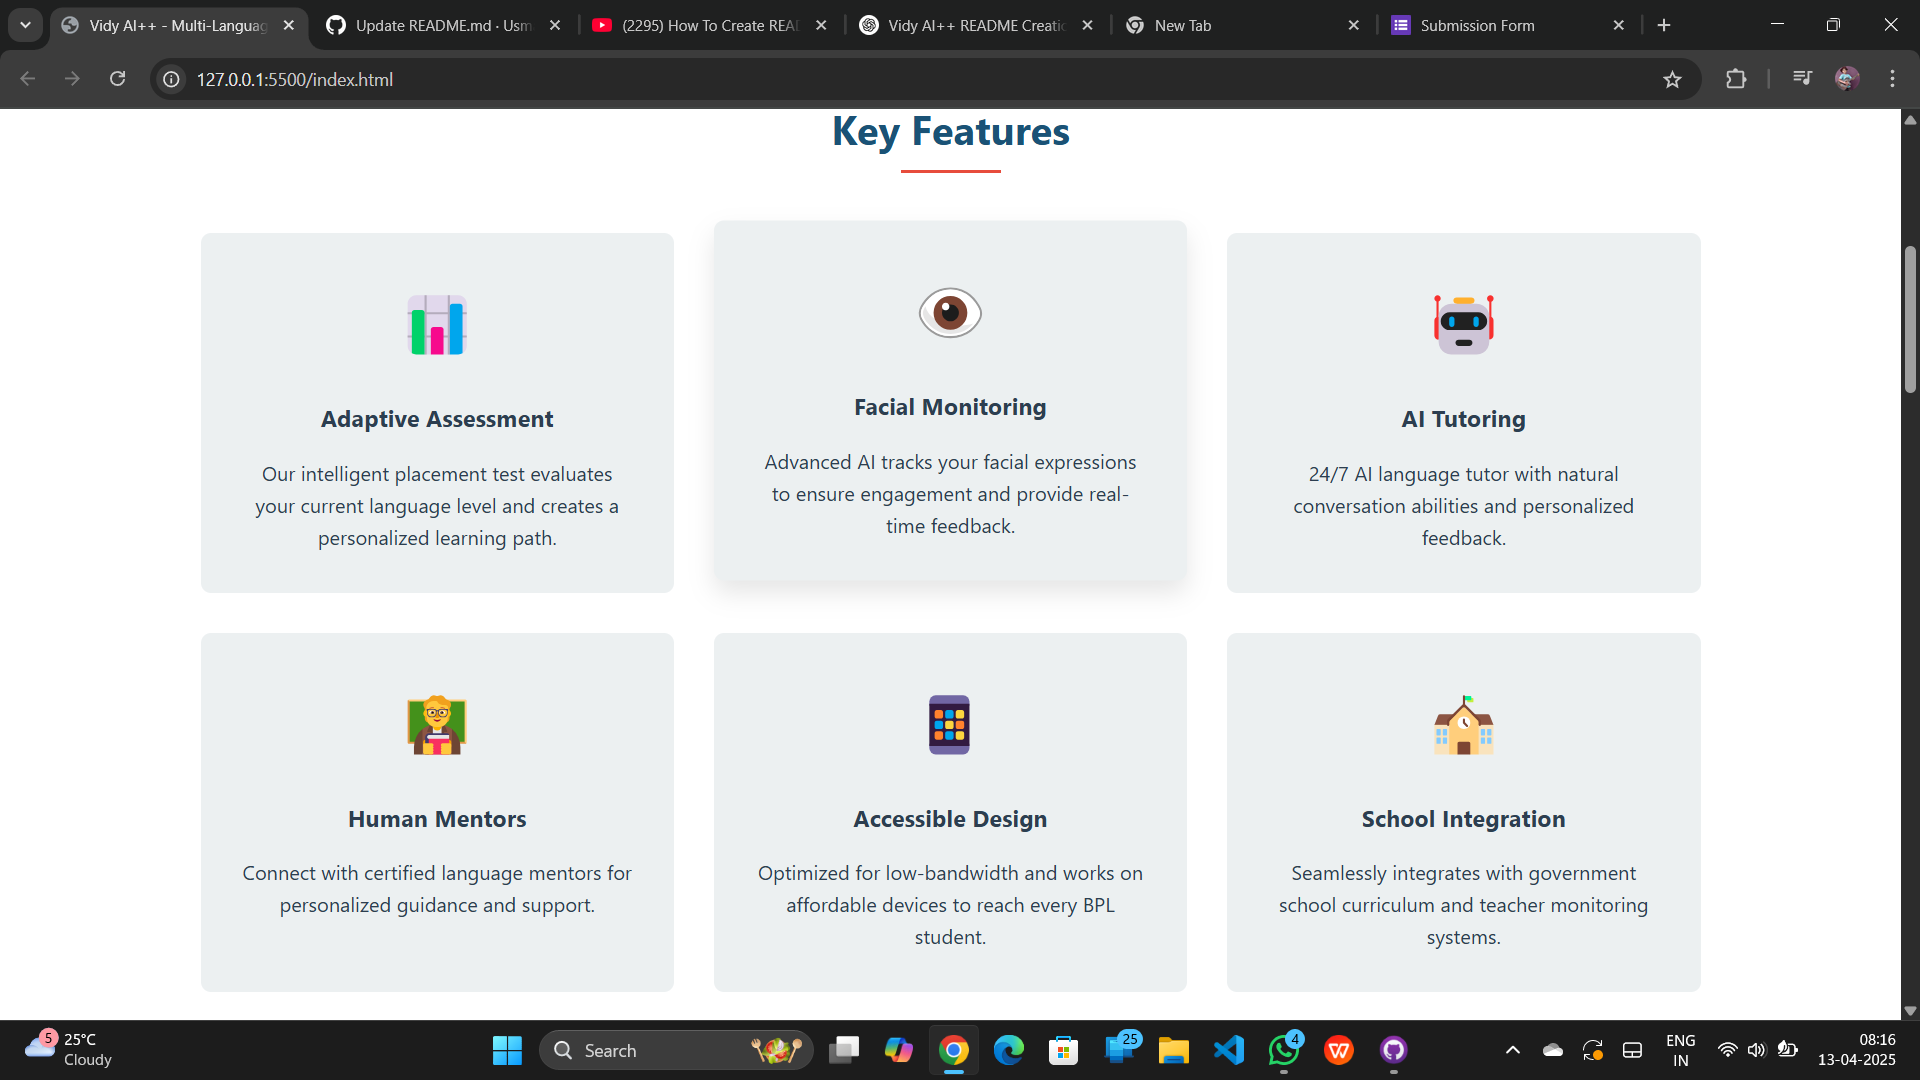 Vidy AI++ - Multi-Languag
Update README.md · Usm
(2295) How To Create REA
Vidy AI++ README Creatio
New Tab
Submission Form
127.0.0.1:5500/index.html
Key Features
Adaptive Assessment
Our intelligent placement test evaluates
your current language level and creates a
personalized learning path.
Facial Monitoring
Advanced AI tracks your facial expressions
to ensure engagement and provide real-
time feedback.
AI Tutoring
24/7 AI language tutor with natural
conversation abilities and personalized
feedback.
Human Mentors
Connect with certified language mentors for
personalized guidance and support.
Accessible Design
Optimized for low-bandwidth and works on
affordable devices to reach every BPL
student.
School Integration
Seamlessly integrates with government
school curriculum and teacher monitoring
systems.
5
25°C
Cloudy
Search
25
4
ENG
IN
08:16
13-04-2025